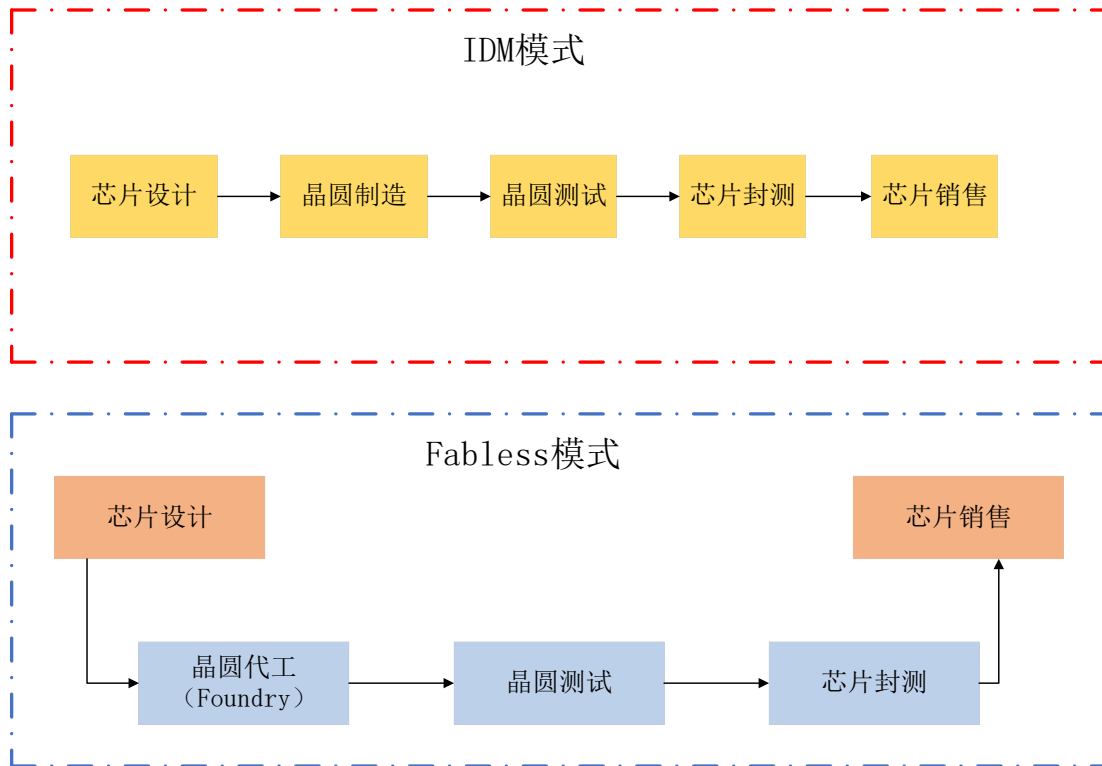 IDM模式
芯片设计
晶圆制造
晶圆测试
芯片封测
芯片销售
Fabless模式
芯片设计
芯片销售
晶圆代工
（Foundry）
晶圆测试
芯片封测